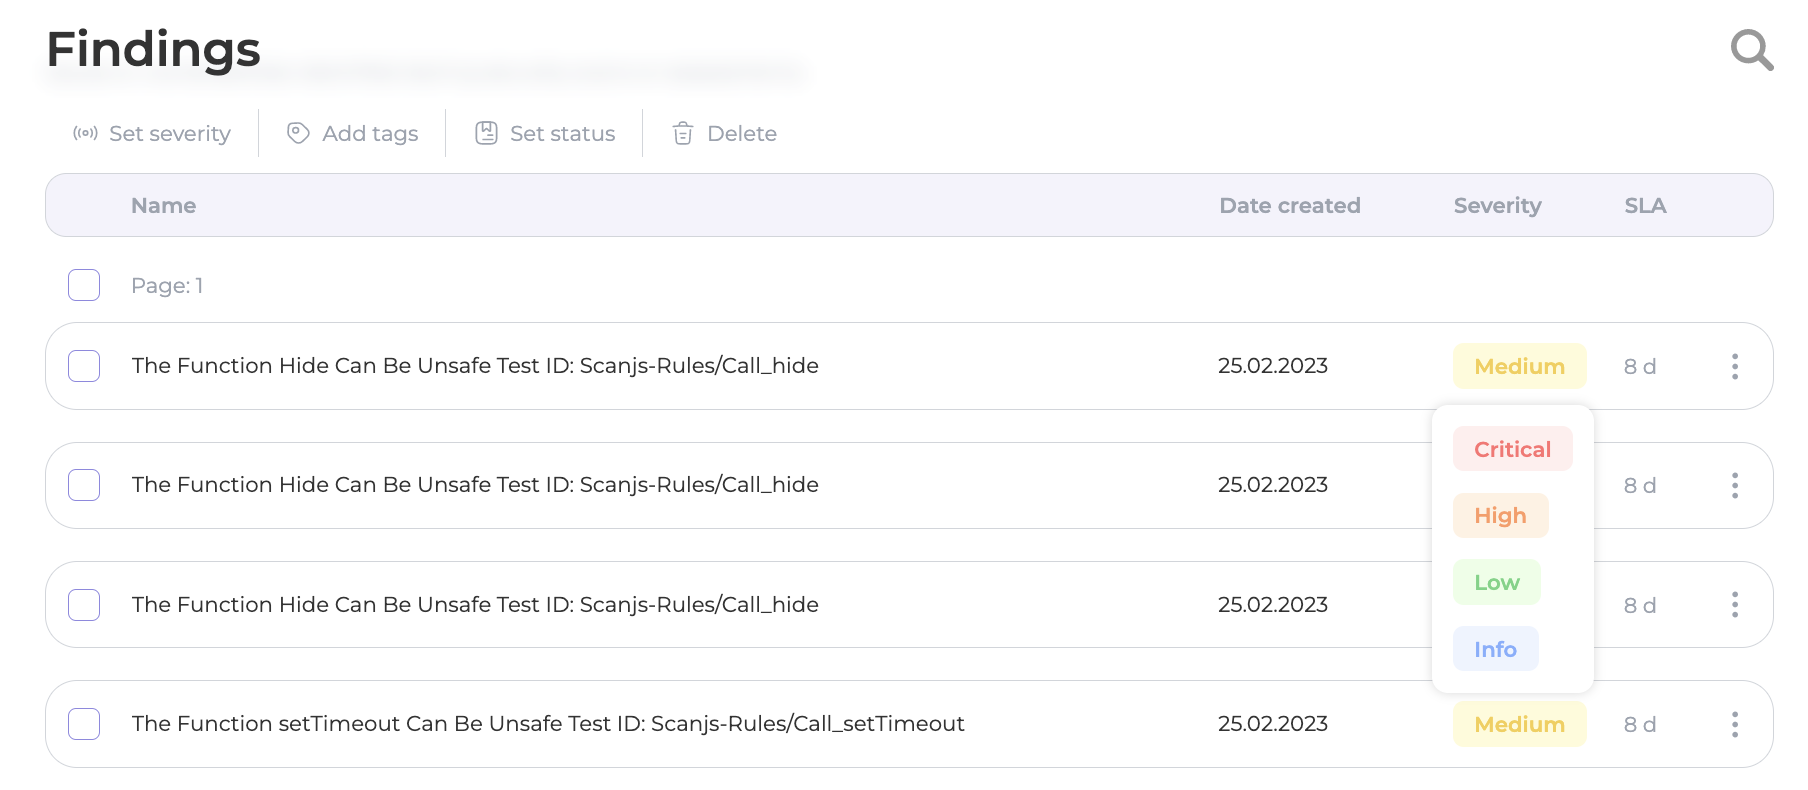 Findings
Set severity Add tags Set status Delete
Name Date created Severity SLA
Page: 1
The Function Hide Can Be Unsafe Test ID: Scanjs-Rules/Call_hide 25.02.2023 Medium 8 d
Critical
The Function Hide Can Be Unsafe Test ID: Scanjs-Rules/Call_hide 25.02.2023 8 d
High
Low
The Function Hide Can Be Unsafe Test ID: Scanjs-Rules/Call_hide 25.02.2023 8 d
Info
The Function setTimeout Can Be Unsafe Test ID: Scanjs-Rules/Call_setTimeout 25.02.2023 Medium 8 d